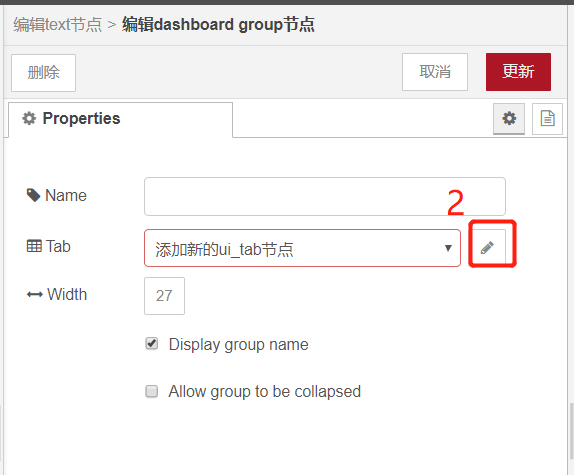 编辑text节点 > 编辑dashboard group节点
删除 取消 更新
Properties
Name
2
Tab 添加新的ui_tab节点
Width 27
Display group name
Allow group to be collapsed